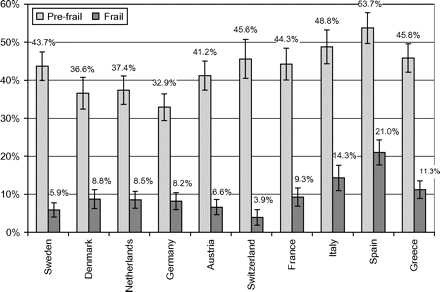 60%
50%
40%
30%
20%
10%
0%
Pre-frail
Frail
43.7%
36.6%
37.4%
32.9%
41.2%
45.6%
44.3%
48.8%
53.7%
45.8%
5.9%
8.8%
8.5%
8.2%
6.6%
3.9%
9.3%
14.3%
21.0%
11.3%
Sweden
Denmark
Netherlands
Germany
Austria
Switzerland
France
Italy
Spain
Greece